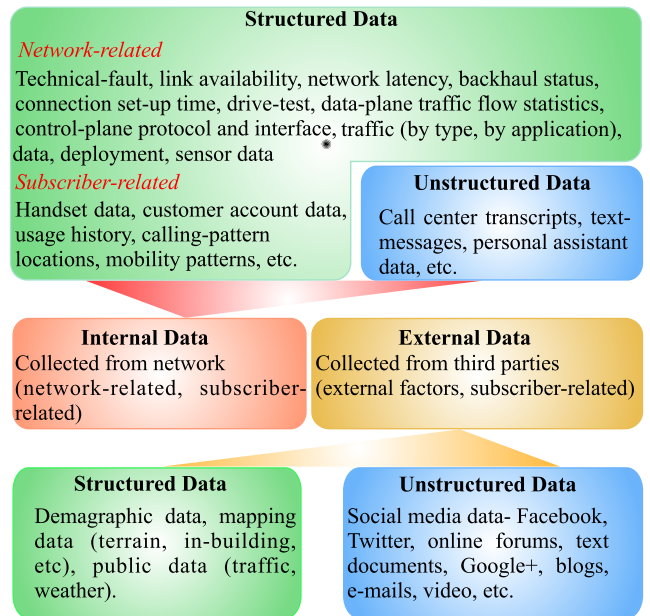 Structured Data
Network-related
Technical-fault, link availability, network latency, backhaul status,
connection set-up time, drive-test, data-plane traffic flow statistics,
control-plane protocol and interface, traffic (by type, by application),
data, deployment, sensor data
Subscriber-related
Handset data, customer account data,
usage history, calling-pattern
locations, mobility patterns, etc.
Unstructured Data
Call center transcripts, text-
messages, personal assistant
data, etc.
Internal Data
Collected from network
(network-related, subscriber-
related)
External Data
Collected from third parties
(external factors, subscriber-related)
Structured Data
Demagraphic data, mapping
data (terrain, in-building,
etc), public data (traffic,
weather).
Unstructured Data
Social media data- Facebook,
Twitter, online forums, text
documents, Google+, blogs,
e-mails, video, etc.